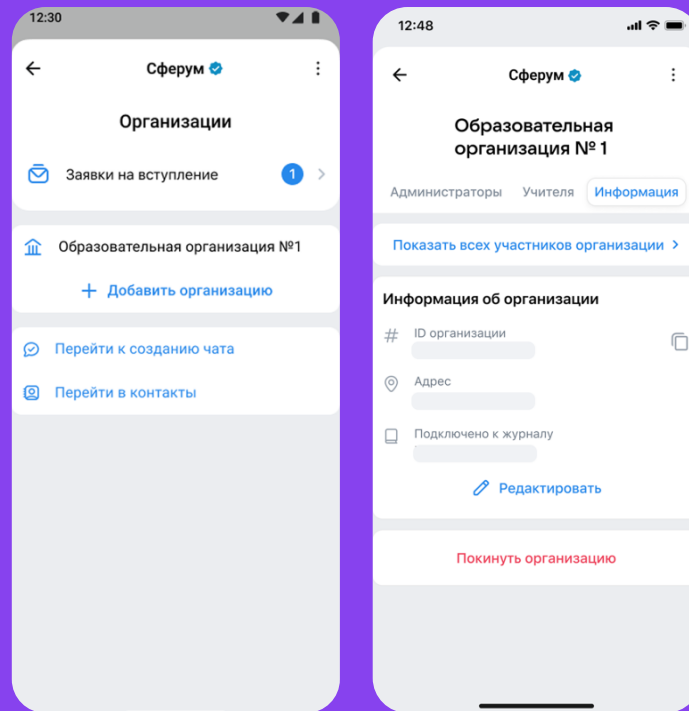 12:30
Сферум
Организации
Заявки на вступление 1
Образовательная организация №1
+ Добавить организацию
Перейти к созданию чата
Перейти в контакты
12:48
Сферум
Образовательная
организация № 1
Администраторы Учителя Информация
Показать всех участников организации
Информация об организации
# ID организации
Адрес
Подключено к журналу
Редактировать
Покинуть организацию